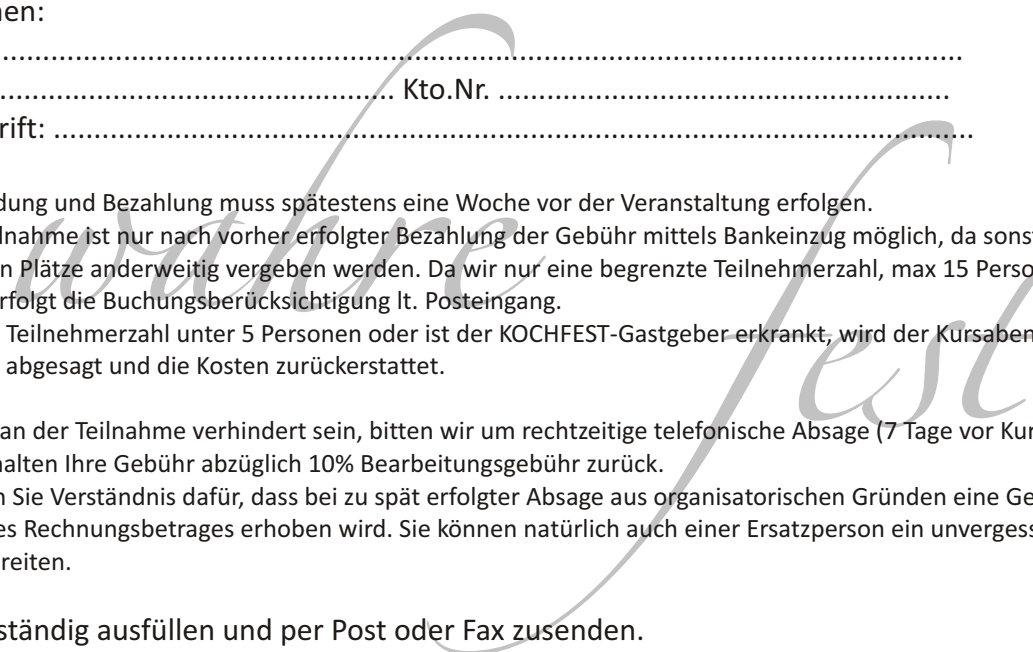 nen:
................................................................................................................................
...................................................... Kto.Nr. ..............................................................
rift: ..............................................................................................................................
dung und Bezahlung muss spätestens eine Woche vor der Veranstaltung erfolgen.
lnahme ist nur nach vorher erfolgter Bezahlung der Gebühr mittels Bankeinzug möglich, da sons
n Plätze anderweitig vergeben werden. Da wir nur eine begrenzte Teilnehmerzahl, max 15 Perso
rfolgt die Buchungsberücksichtigung lt. Posteingang.
Teilnehmerzahl unter 5 Personen oder ist der KOCHFEST-Gastgeber erkrankt, wird der Kursaben
abgesagt und die Kosten zurückerstattet.
an der Teilnahme verhindert sein, bitten wir um rechtzeitige telefonische Absage (7 Tage vor Kur
halten Ihre Gebühr abzüglich 10% Bearbeitungsgebühr zurück.
n Sie Verständnis dafür, dass bei zu spät erfolgter Absage aus organisatorischen Gründen eine Ge
es Rechnungsbetrages erhoben wird. Sie können natürlich auch einer Ersatzperson ein unvergess
reiten.
ständig ausfüllen und per Post oder Fax zusenden.
wahre
fest